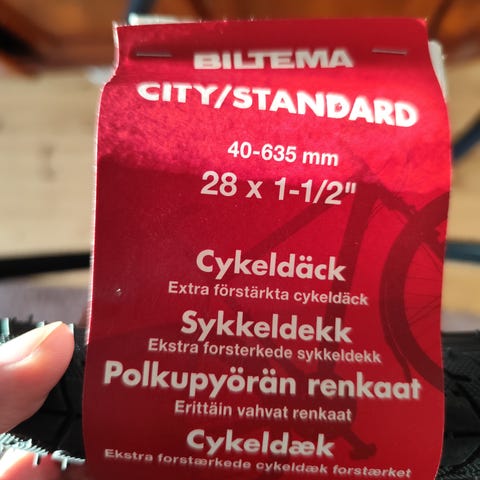 BILTEMA
CITY/STANDARD
40-635 mm
28 x 1-1/2"
Cykeldäck
Extra förstärkta cykeldäck
Sykkeldekk
Ekstra forsterkede sykkeldekk
Polkupyörän renkaat
Erittäin vahvat renkaat
Cykeldæk
Ekstra forstærkede cykeldæk forstærket